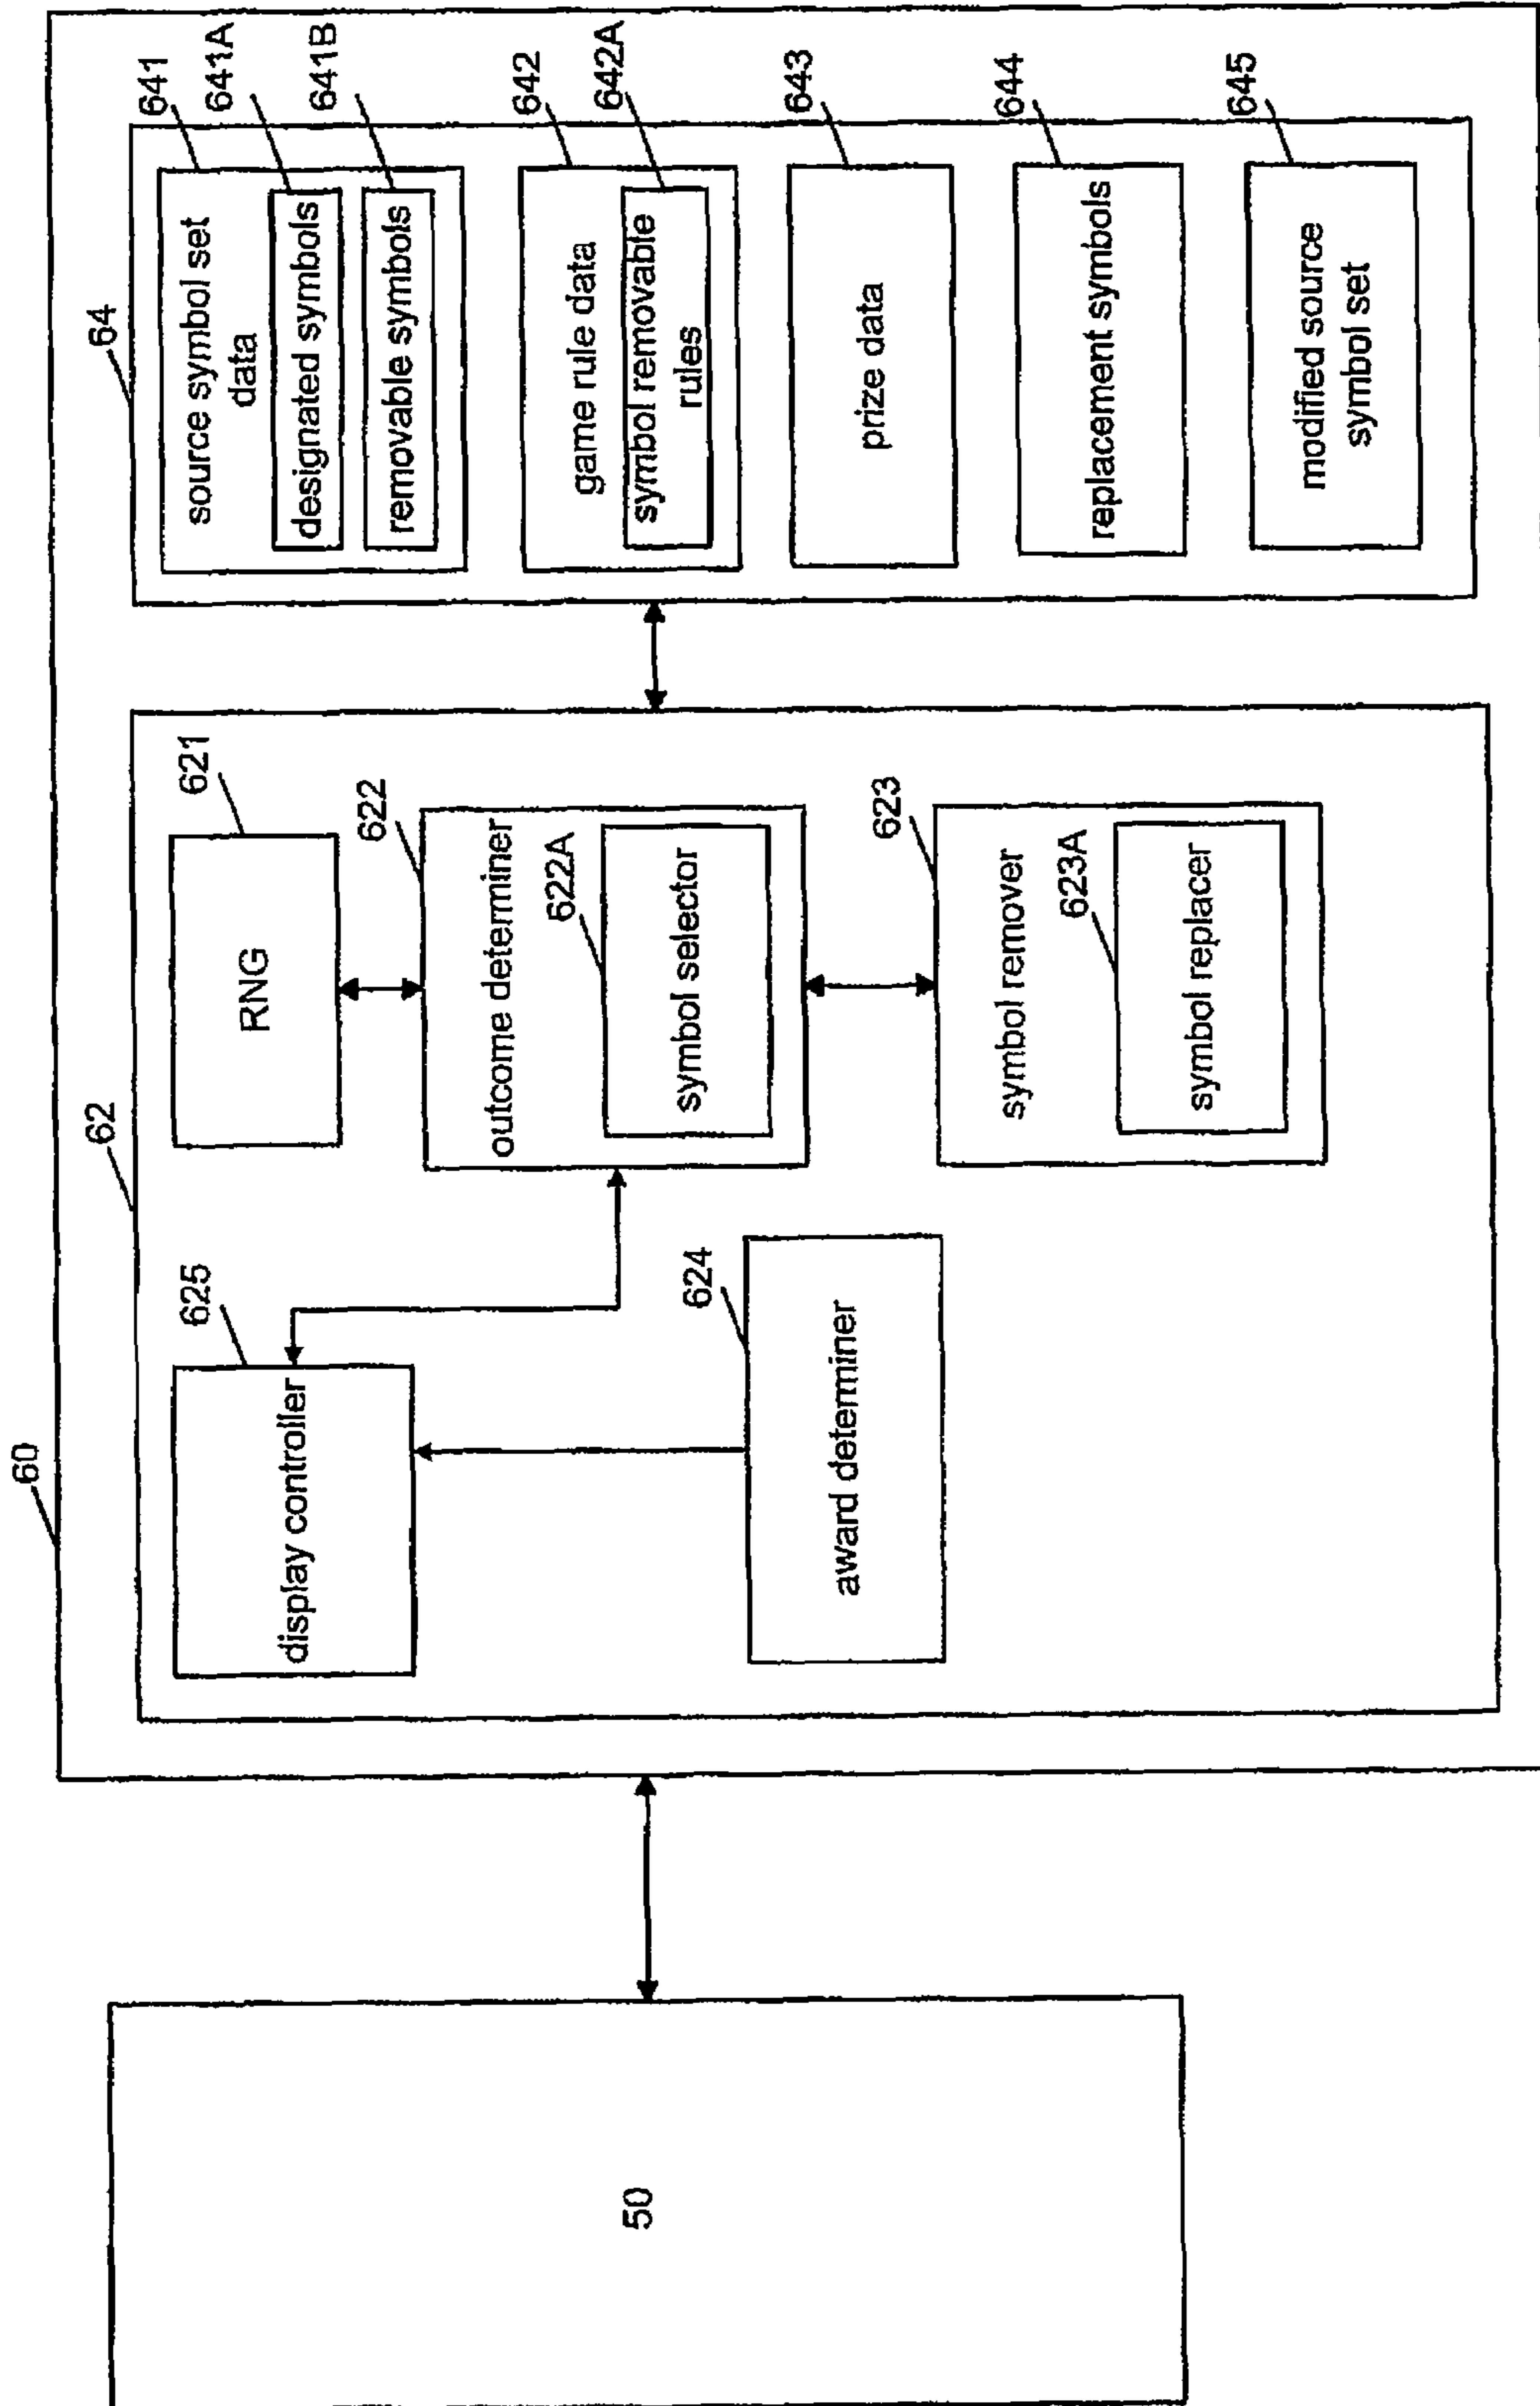 60
62
64
625
display controller
624
award determiner
621
RNG
622
outcome determiner
622A
symbol selector
623
symbol remover
623A
symbol replacer
641
641A
641B
source symbol set
data
designated symbols
removable symbols
642
642A
game rule data
symbol removable
rules
643
prize data
644
replacement symbols
645
modified source
symbol set
50